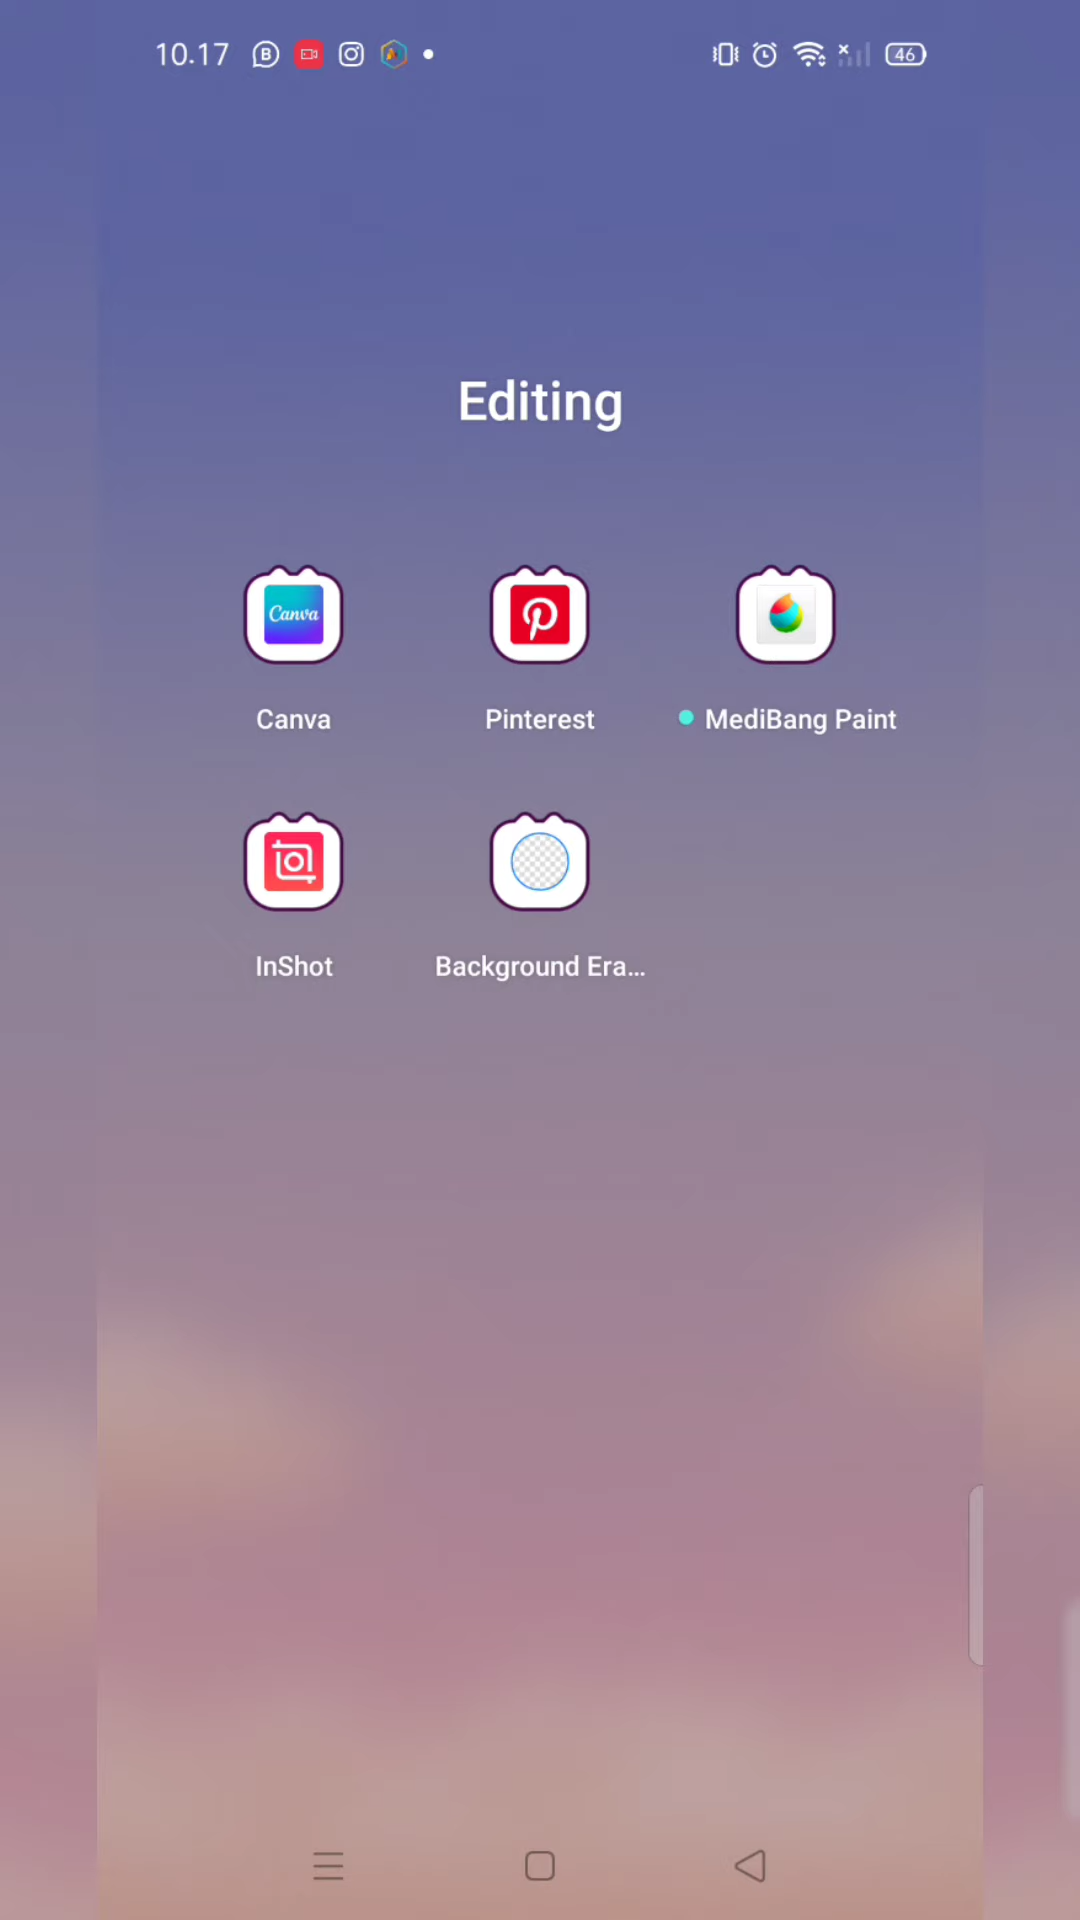 10.17
46
Editing
Canva
Canva
Pinterest
MediBang Paint
InShot
Background Era...